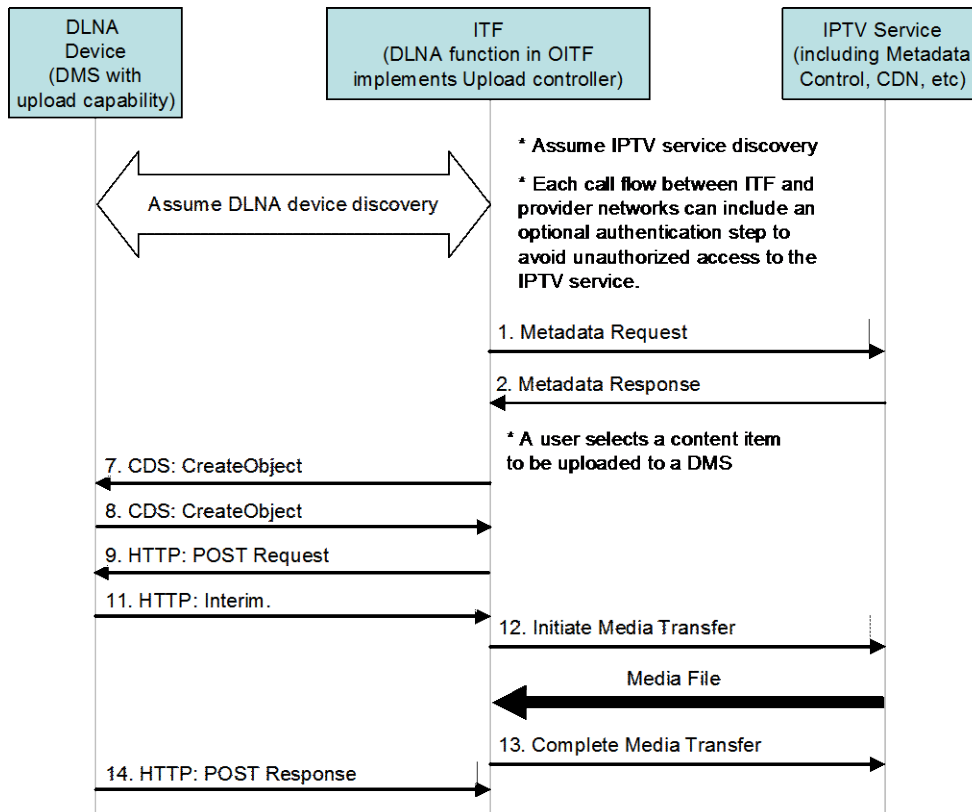 DLNA
Device
(DMS with
upload capability)
ITF
(DLNA function in OITF
implements Upload controller)
IPTV Service
(including Metadata
Control, CDN, etc)
Assume DLNA device discovery
* Assume IPTV service discovery
* Each call flow between ITF and
provider networks can include an
optional authentication step to
avoid unauthorized access to the
IPTV service.
1. Metadata Request
2. Metadata Response
* A user selects a content item
to be uploaded to a DMS
7. CDS: CreateObject
8. CDS: CreateObject
9. HTTP: POST Request
11. HTTP: Interim.
12. Initiate Media Transfer
Media File
13. Complete Media Transfer
14. HTTP: POST Response